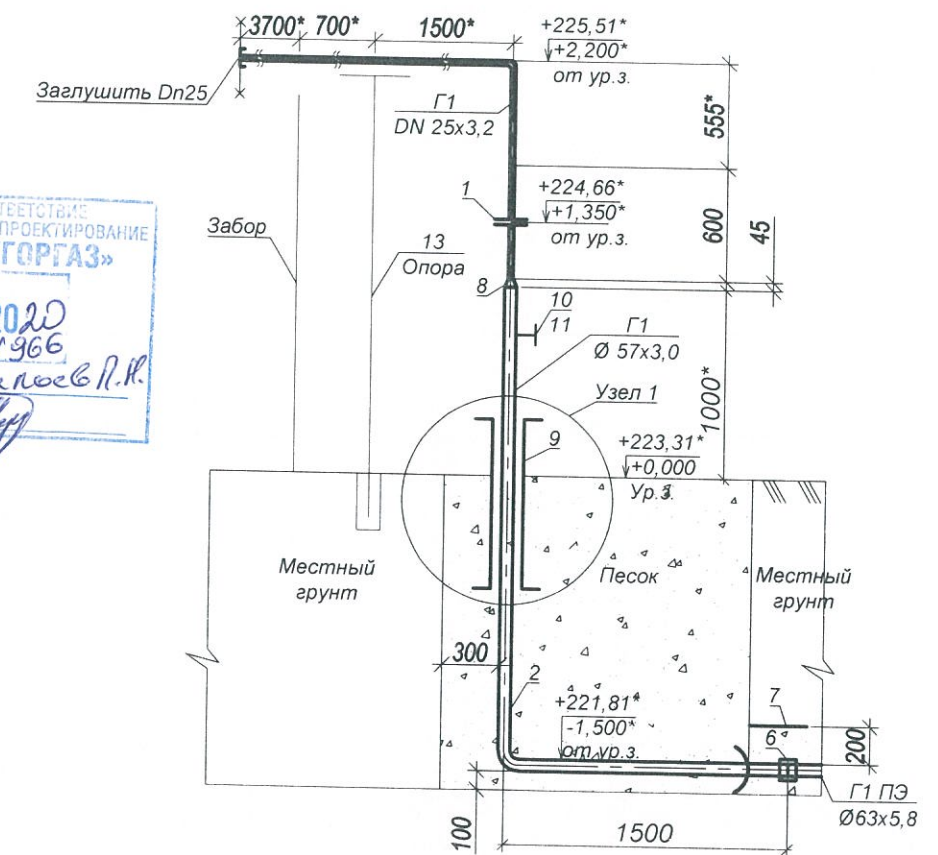 3700* 700* 1500*
+225,51*
+2,200*
от ур.з.
Заглушить Dn25
Г1
DN 25x3,2
555*
1
+224,66*
+1,350*
от ур.з.
600
45
ПРОЕКТИРОВАНИЕ
ГОРГАЗ»
2020
966
Забор
13
Опора
8
10
11
Г1
Ø 57x3,0
1000*
Узел 1
9
+223,31*
+0,000
Ур.з.
Местный
грунт
Песок
Местный
грунт
300
2
+221,81*
-1,500*
от ур.з.
7
6
200
Г1 ПЭ
Ø63x5,8
100
1500